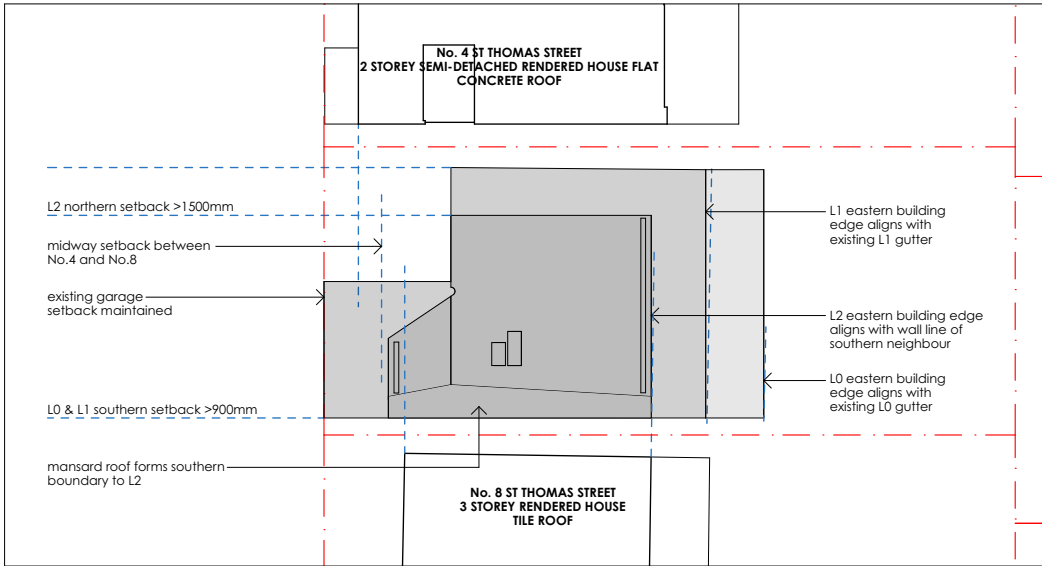 No. 4 ST THOMAS STREET
2 STOREY SEMI-DETACHED RENDERED HOUSE FLAT
CONCRETE ROOF
L2 northern setback >1500mm
midway setback between
No.4 and No.8
existing garage
setback maintained
L0 & L1 southern setback >900mm
mansard roof forms southern
boundary to L2
L1 eastern building
edge aligns with
existing L1 gutter
L2 eastern building edge
aligns with wall line of
southern neighbour
L0 eastern building
edge aligns with
existing L0 gutter
No. 8 ST THOMAS STREET
3 STOREY RENDERED HOUSE
TILE ROOF